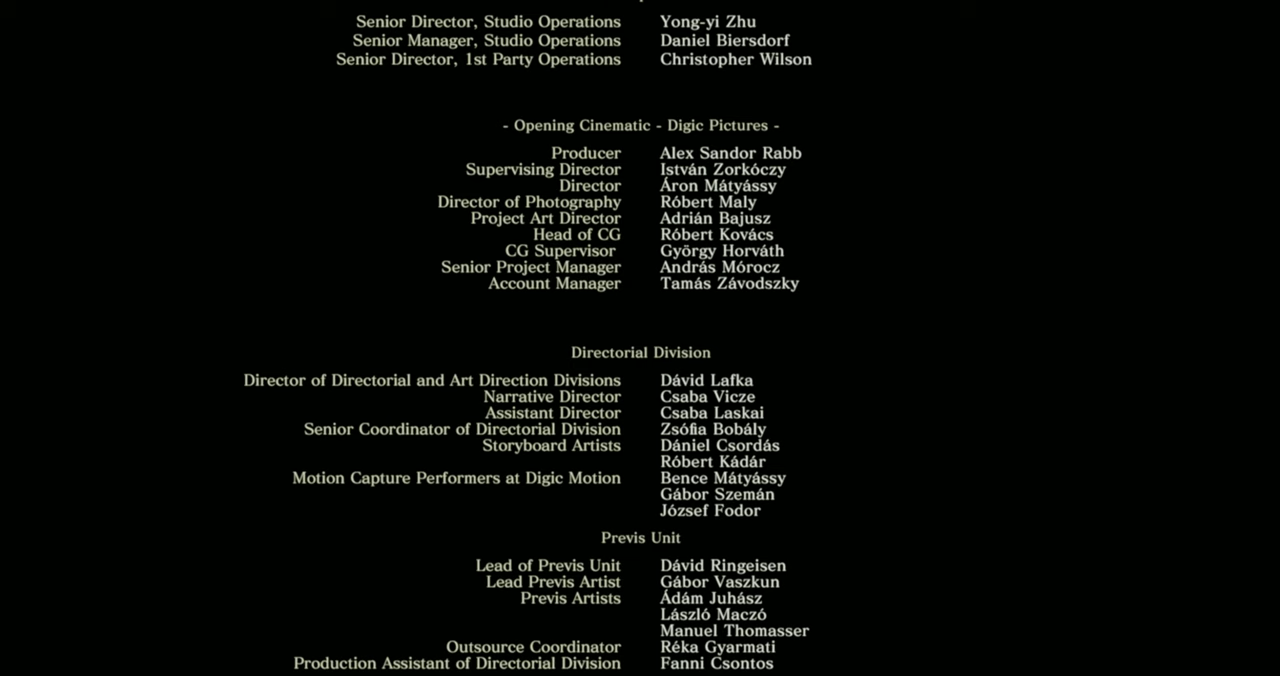 Senior Director, Studio Operations Yong-yi Zhu
Senior Manager, Studio Operations Daniel Biersdorf
Senior Director, 1st Party Operations Christopher Wilson
- Opening Cinematic - Digic Pictures -
Producer Alex Sandor Rabb
Supervising Director István Zorkóczy
Director Áron Mátyássy
Director of Photography Róbert Maly
Project Art Director Adrián Bajusz
Head of CG Róbert Kovács
CG Supervisor György Horváth
Senior Project Manager András Mórocz
Account Manager Tamás Závodszky
Directorial Division
Director of Directorial and Art Direction Divisions Dávid Lafka
Narrative Director Csaba Vicze
Assistant Director Csaba Laskai
Senior Coordinator of Directorial Division Zsófia Bobály
Storyboard Artists Dániel Csordás
Róbert Kádár
Motion Capture Performers at Digic Motion Bence Mátyássy
Gábor Szemán
József Fodor
Previs Unit
Lead of Previs Unit Dávid Ringeisen
Lead Previs Artist Gábor Vaszkun
Previs Artists Ádám Juhász
László Maczó
Manuel Thomasser
Outsource Coordinator Réka Gyarmati
Production Assistant of Directorial Division Fanni Csontos